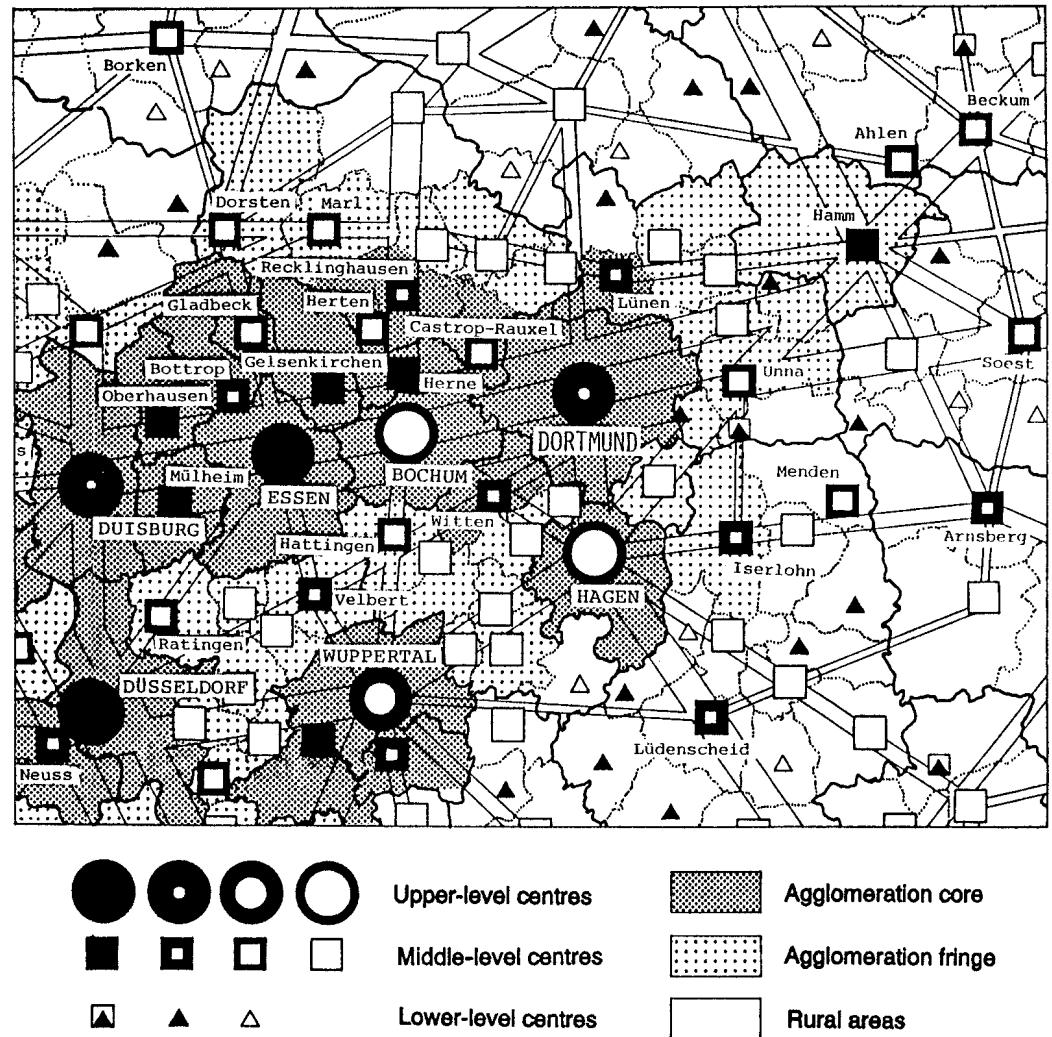 Borken
Beckum
Ahlen
Dorsten
Marl
Hamm
Recklinghausen
Gladbeck
Herten
Lünen
Castrop-Rauxel
Gelsenkirchen
Soest
Bottrop
Unna
Oberhausen
Herne
DORTMUND
s
Mülheim
BOCHUM
Menden
ESSEN
DUISBURG
Witten
Arnsberg
Hattingen
Iserlohn
HAGEN
Velbert
Ratingen
WUPPERTAL
DÜSSELDORF
Lüdenscheid
Neuss
Upper-level centres
Agglomeration core
Middle-level centres
Agglomeration fringe
Lower-level centres
Rural areas